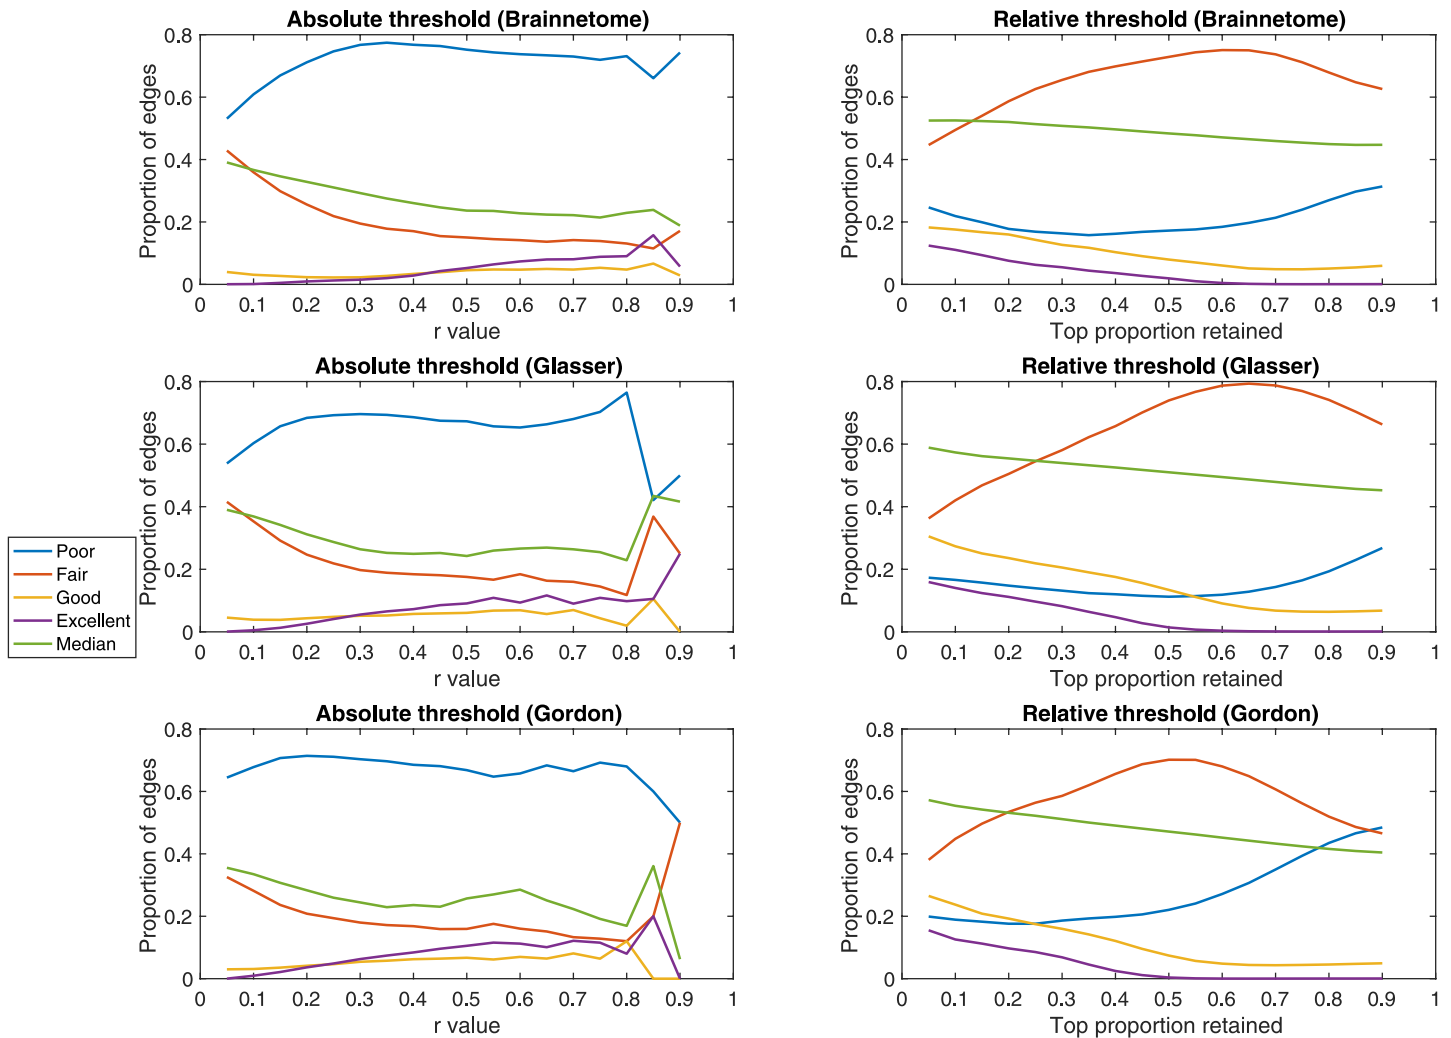 Absolute threshold (Brainnetome)
Proportion of edges
0.8
0.6
0.4
0.2
0
0 0.1 0.2 0.3 0.4 0.5 0.6 0.7 0.8 0.9 1
r value
Relative threshold (Brainnetome)
Proportion of edges
0.8
0.6
0.4
0.2
0
0 0.1 0.2 0.3 0.4 0.5 0.6 0.7 0.8 0.9 1
Top proportion retained
Absolute threshold (Glasser)
Proportion of edges
0.8
0.6
0.4
0.2
0
0 0.1 0.2 0.3 0.4 0.5 0.6 0.7 0.8 0.9 1
r value
Relative threshold (Glasser)
Proportion of edges
0.8
0.6
0.4
0.2
0
0 0.1 0.2 0.3 0.4 0.5 0.6 0.7 0.8 0.9 1
Top proportion retained
Poor
Fair
Good
Excellent
Median
Absolute threshold (Gordon)
Proportion of edges
0.8
0.6
0.4
0.2
0
0 0.1 0.2 0.3 0.4 0.5 0.6 0.7 0.8 0.9 1
r value
Relative threshold (Gordon)
Proportion of edges
0.8
0.6
0.4
0.2
0
0 0.1 0.2 0.3 0.4 0.5 0.6 0.7 0.8 0.9 1
Top proportion retained